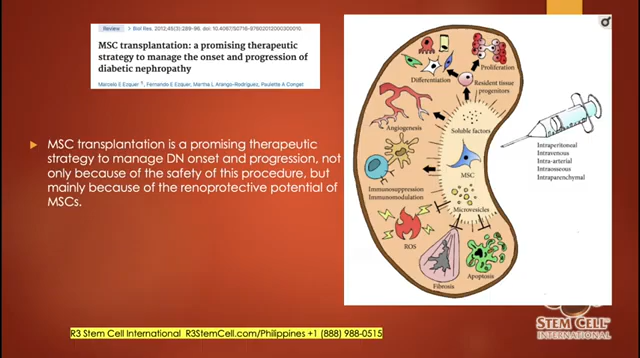 Review
> Biol Res. 2012;45(3):289-96. doi: 10.4067/S0716-97602012000300010.
MSC transplantation: a promising therapeutic
strategy to manage the onset and progression of
diabetic nephropathy
Marcelo E Ezquer, Fernando E Ezquer, Martha L Arango-Rodríguez, Paulette A Conget
MSC transplantation is a promising therapeutic
strategy to manage DN onset and progression, not
only because of the safety of this procedure, but
mainly because of the renoprotective potential of
MSCs.
Differentiation
Proliferation
Resident tissue
progenitors
Angiogenesis
Soluble factors
MSC
Immunosuppression
Immunomodulation
Microvesicles
ROS
Fibrosis
Apoptosis
Intraperitoneal
Intravenous
Intra-arterial
Intraosseous
Intraparenchymal
R3 Stem Cell International R3StemCell.com/Philippines +1 (888) 988-0515
STEM CELL
INTERNATIONAL